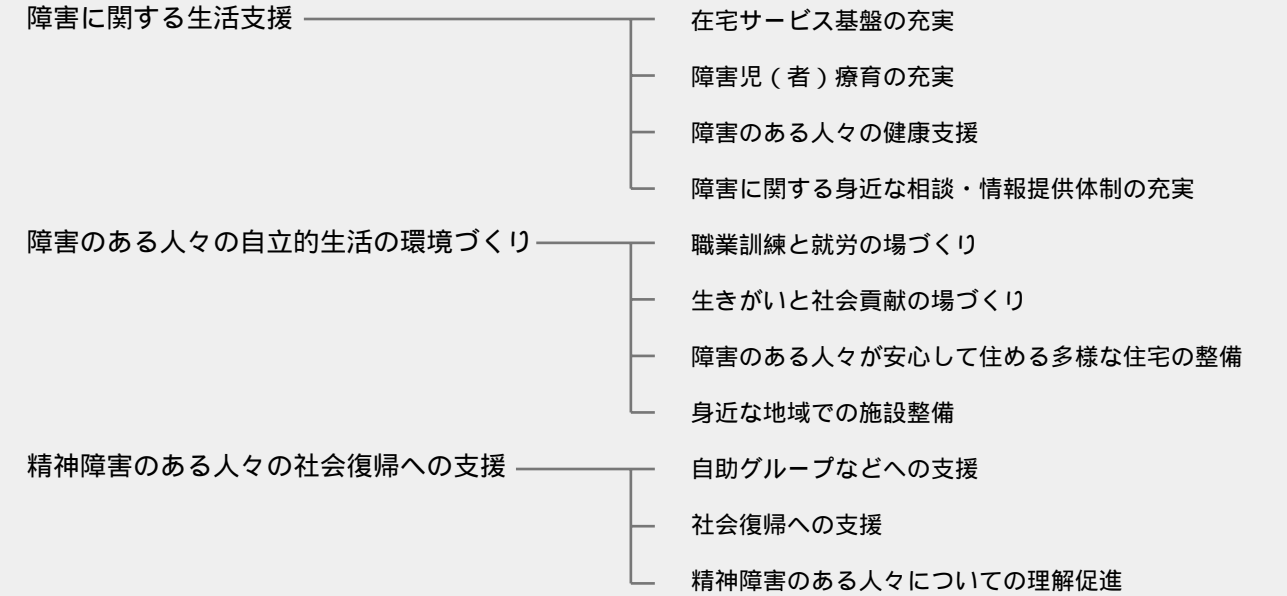 障害に関する生活支援
在宅サービス基盤の充実
障害児（者）療育の充実
障害のある人々の健康支援
障害に関する身近な相談・情報提供体制の充実
障害のある人々の自立的生活の環境づくり
職業訓練と就労の場づくり
生きがいと社会貢献の場づくり
障害のある人々が安心して住める多様な住宅の整備
身近な地域での施設整備
精神障害のある人々の社会復帰への支援
自助グループなどへの支援
社会復帰への支援
精神障害のある人々についての理解促進